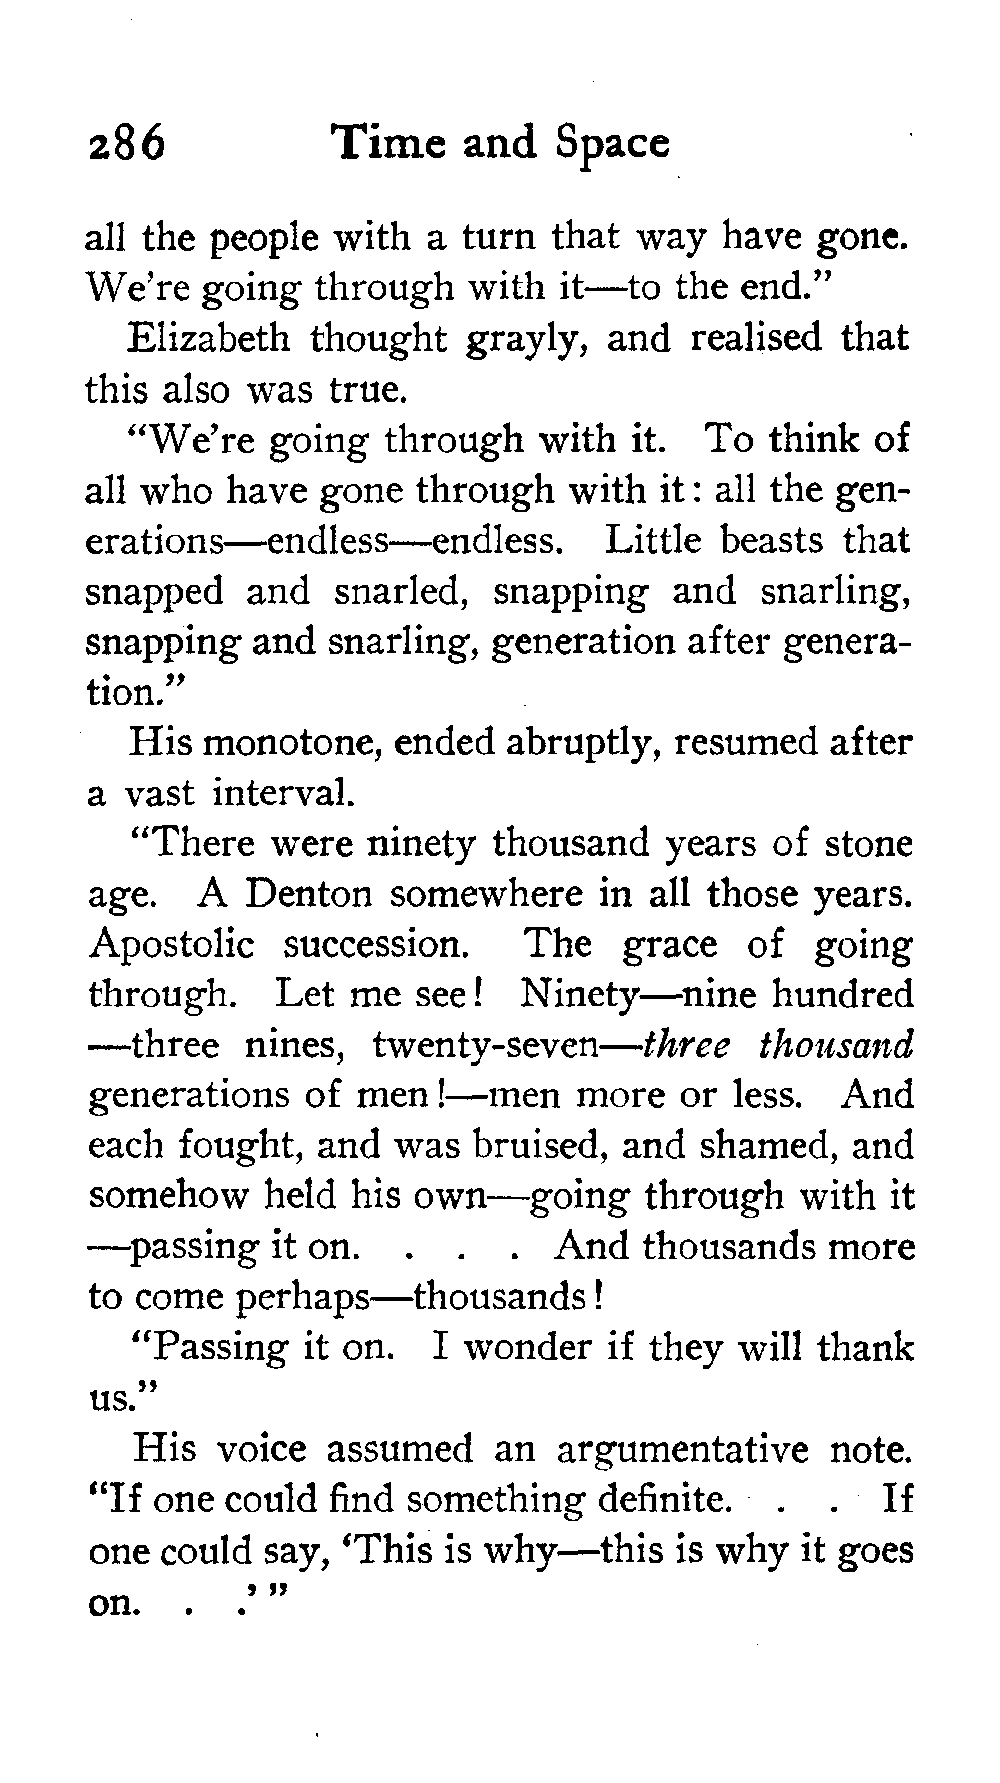 286 Time and Space
all the people with a turn that way have gone.
We're going through with it—to the end."
Elizabeth thought grayly, and realised that
this also was true.
"We're going through with it. To think of
all who have gone through with it: all the gen-
erations—endless—endless. Little beasts that
snapped and snarled, snapping and snarling,
snapping and snarling, generation after genera-
tion."
His monotone, ended abruptly, resumed after
a vast interval.
"There were ninety thousand years of stone
age. A Denton somewhere in all those years.
Apostolic succession. The grace of going
through. Let me see! Ninety—nine hundred
—three nines, twenty-seven—three thousand
generations of men!—men more or less. And
each fought, and was bruised, and shamed, and
somehow held his own—going through with it
—passing it on. . . . And thousands more
to come perhaps—thousands!
"Passing it on. I wonder if they will thank
us."
His voice assumed an argumentative note.
"If one could find something definite. . . If
one could say, 'This is why—this is why it goes
on. . .' "